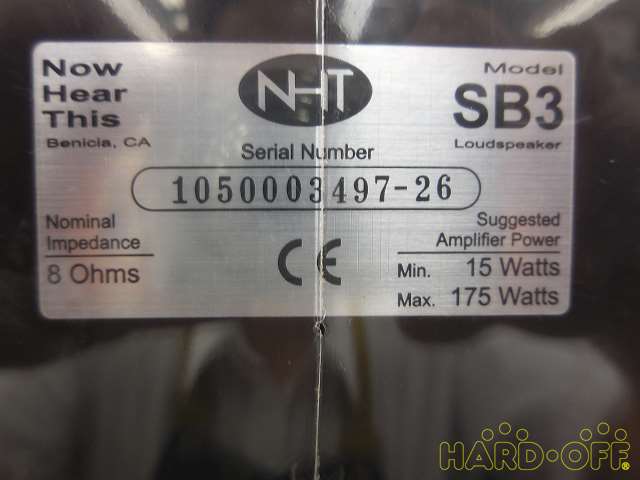 Now
Hear
This
Benicia, CA
NHT
Model
SB3
Loudspeaker
Serial Number
1050003497-26
Nominal
Impedance
8 Ohms
CE
Suggested
Amplifier Power
Min. 15 Watts
Max. 175 Watts
HARD-OFF